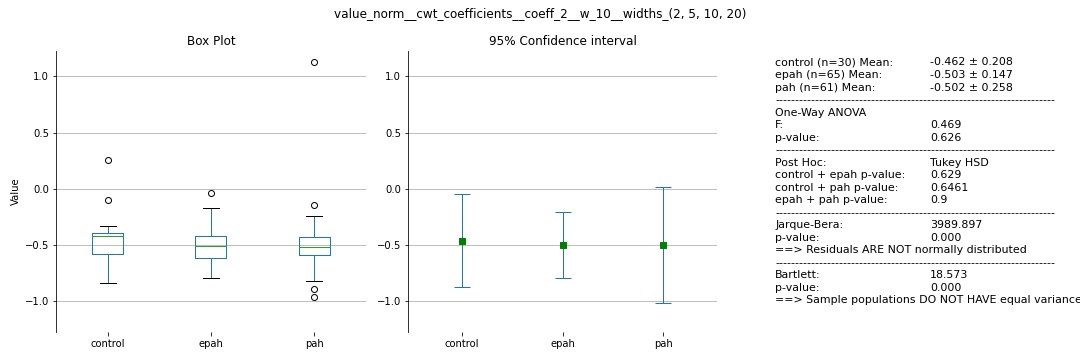 value_norm__cwt_coefficients__coeff_2__w_10__widths_(2, 5, 10, 20)
Box Plot
95% Confidence interval
Value
1.0
0.5
0.0
−0.5
−1.0
control
epah
pah
1.0
0.5
0.0
−0.5
−1.0
control
epah
pah
control (n=30) Mean: -0.462 ± 0.208
epah (n=65) Mean: -0.503 ± 0.147
pah (n=61) Mean: -0.502 ± 0.258
One-Way ANOVA
F: 0.469
p-value: 0.626
Post Hoc: Tukey HSD
control + epah p-value: 0.629
control + pah p-value: 0.6461
epah + pah p-value: 0.9
Jarque-Bera: 3989.897
p-value: 0.000
==> Residuals ARE NOT normally distributed
Bartlett: 18.573
p-value: 0.000
==> Sample populations DO NOT HAVE equal variance